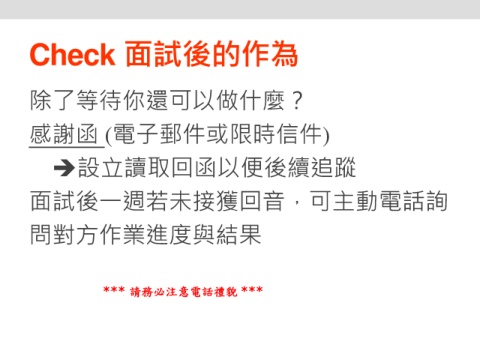 Check 面試後的作為
除了等待你還可以做什麼？
感謝函 (電子郵件或限時信件)
➔設立讀取回函以便後續追蹤
面試後一週若未接獲回音，可主動電話詢
問對方作業進度與結果
*** 請務必注意電話禮貌 ***